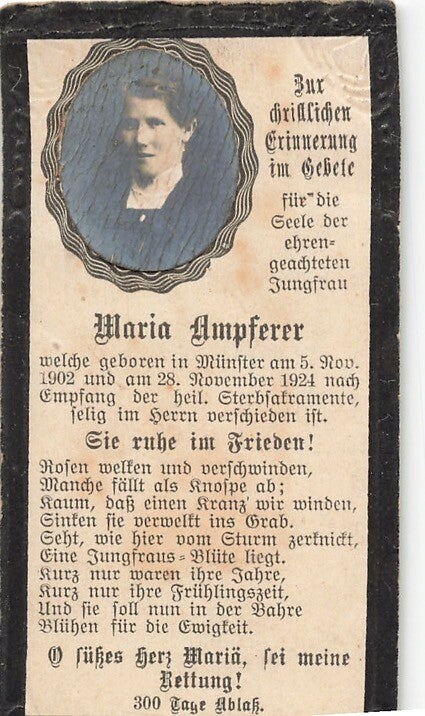 Zur
christlichen
Erinnerung
im Gebete
für die
Seele der
ehren-
geachteten
Jungfrau
Maria Ampferer
welche geboren in Münster am 5. Nov.
1902 und am 28. November 1924 nach
Empfang der heil. Sterbsakramente,
selig im Herrn verschieden ist.
Sie ruhe im Frieden!
Rosen welken und verschwinden,
Manche fällt als Knospe ab;
Kaum, daß einen Kranz wir winden,
Sinken sie verwelkt ins Grab.
Seht, wie hier vom Sturm zerknickt,
Eine Jungfraus-Blüte liegt.
Kurz nur waren ihre Jahre,
Kurz nur ihre Frühlingszeit,
Und sie soll nun in der Bahre
Blühen für die Ewigkeit.
O süßes Herz Mariä, sei meine
Rettung!
300 Tage Ablaß.